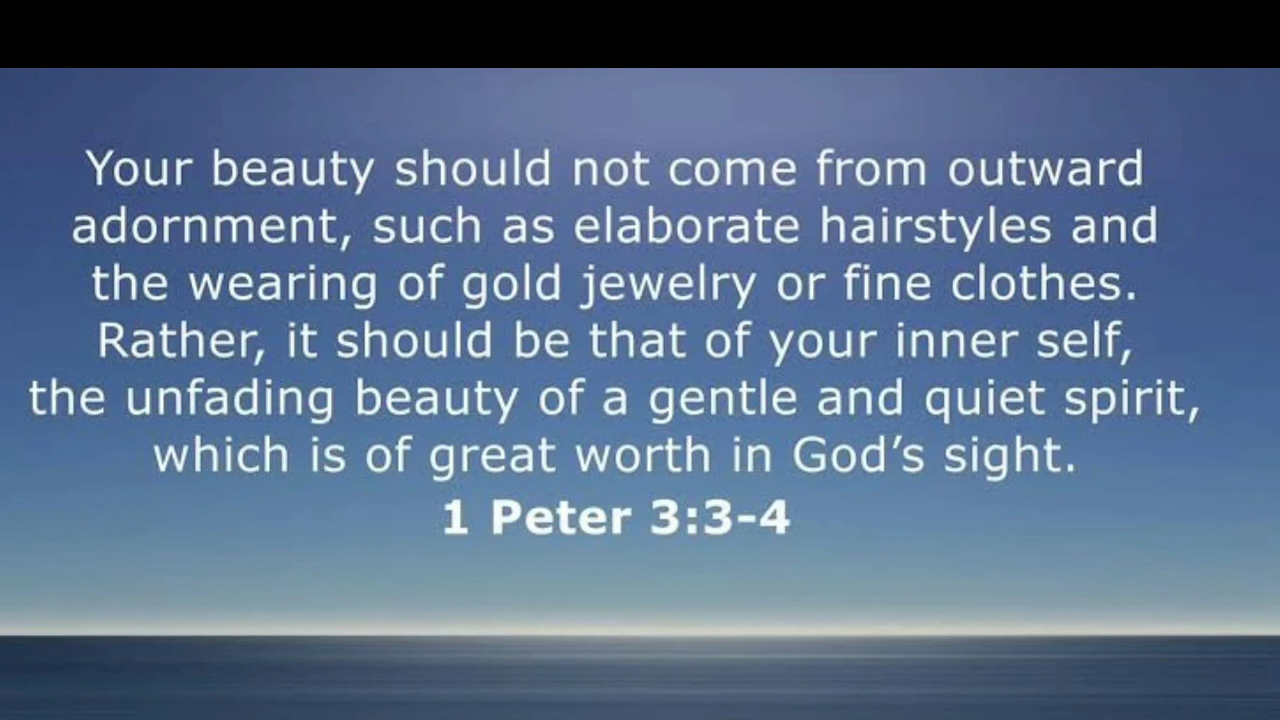 Your beauty should not come from outward
adornment, such as elaborate hairstyles and
the wearing of gold jewelry or fine clothes.
Rather, it should be that of your inner self,
the unfading beauty of a gentle and quiet spirit,
which is of great worth in God’s sight.
1 Peter 3:3-4